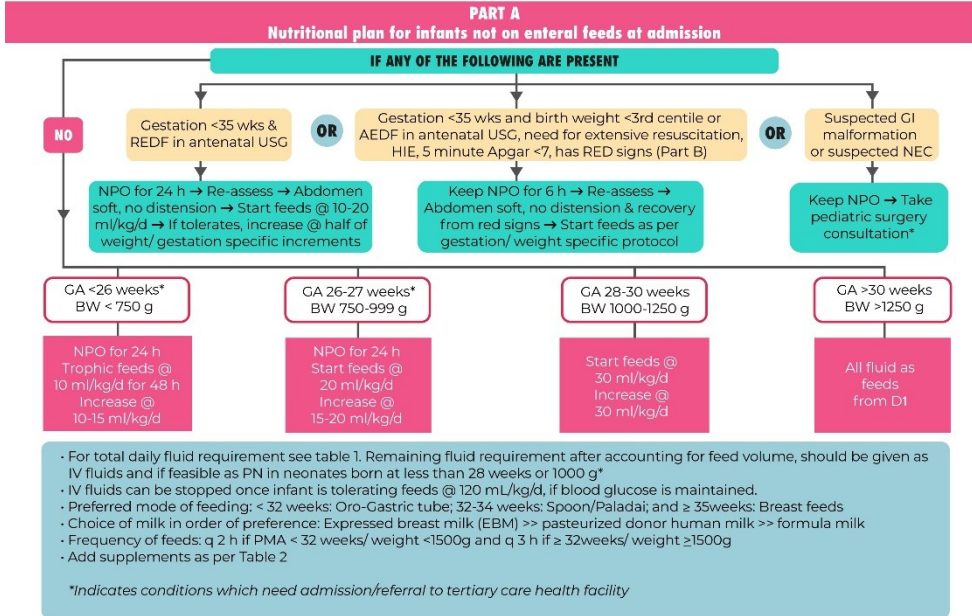 PART A
Nutritional plan for infants not on enteral feeds at admission
IF ANY OF THE FOLLOWING ARE PRESENT
NO
Gestation <35 wks &
REDF in antenatal USG
OR
Gestation <35 wks and birth weight <3rd centile or
AEDF in antenatal USG, need for extensive resuscitation,
HIE, 5 minute Apgar <7, has RED signs (Part B)
OR
Suspected GI
malformation
or suspected NEC
NPO for 24 h → Re-assess → Abdomen
soft, no distension → Start feeds @ 10-20
ml/kg/d → If tolerates, increase @ half of
weight/ gestation specific increments
Keep NPO for 6 h → Re-assess →
Abdomen soft, no distension & recovery
from red signs → Start feeds as per
gestation/ weight specific protocol
Keep NPO → Take
pediatric surgery
consultation*
GA <26 weeks*
BW < 750 g
GA 26-27 weeks*
BW 750-999 g
GA 28-30 weeks
BW 1000-1250 g
GA >30 weeks
BW >1250 g
NPO for 24 h
Trophic feeds @
10 ml/kg/d for 48 h
Increase @
10-15 ml/kg/d
NPO for 24 h
Start feeds @
20 ml/kg/d
Increase @
15-20 ml/kg/d
Start feeds @
30 ml/kg/d
Increase @
30 ml/kg/d
All fluid as
feeds
from D1
• For total daily fluid requirement see table 1. Remaining fluid requirement after accounting for feed volume, should be given as
IV fluids and if feasible as PN in neonates born at less than 28 weeks or 1000 g*
• IV fluids can be stopped once infant is tolerating feeds @ 120 mL/kg/d, if blood glucose is maintained.
• Preferred mode of feeding: < 32 weeks: Oro-Gastric tube; 32-34 weeks: Spoon/Paladai; and ≥ 35weeks: Breast feeds
• Choice of milk in order of preference: Expressed breast milk (EBM) >> pasteurized donor human milk >> formula milk
• Frequency of feeds: q 2 h if PMA < 32 weeks/ weight <1500g and q 3 h if ≥ 32weeks/ weight ≥1500g
• Add supplements as per Table 2
*Indicates conditions which need admission/referral to tertiary care health facility